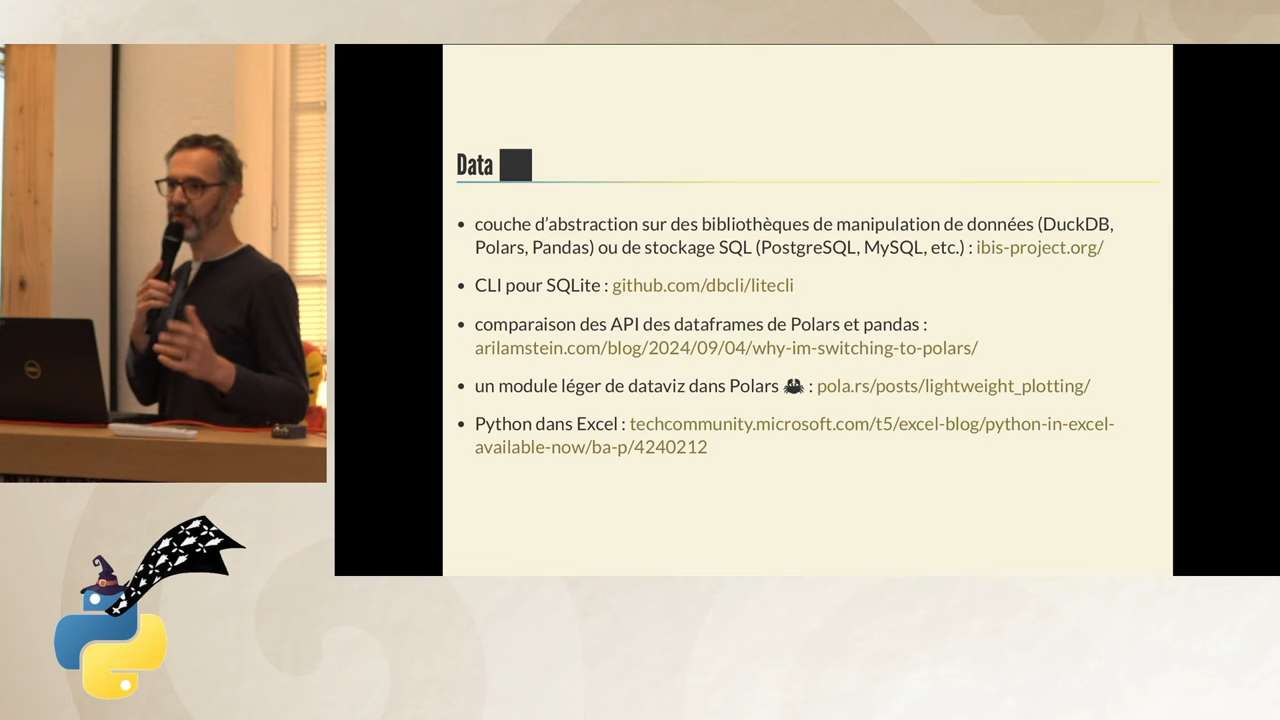 Data
• couche d’abstraction sur des bibliothèques de manipulation de données (DuckDB,
Polars, Pandas) ou de stockage SQL (PostgreSQL, MySQL, etc.) : ibis-project.org/
• CLI pour SQLite : github.com/dbcli/litecli
• comparaison des API des dataframes de Polars et pandas :
arilamstein.com/blog/2024/09/04/why-im-switching-to-polars/
• un module léger de dataviz dans Polars 🦀 : pola.rs/posts/lightweight_plotting/
• Python dans Excel : techcommunity.microsoft.com/t5/excel-blog/python-in-excel-
available-now/ba-p/4240212